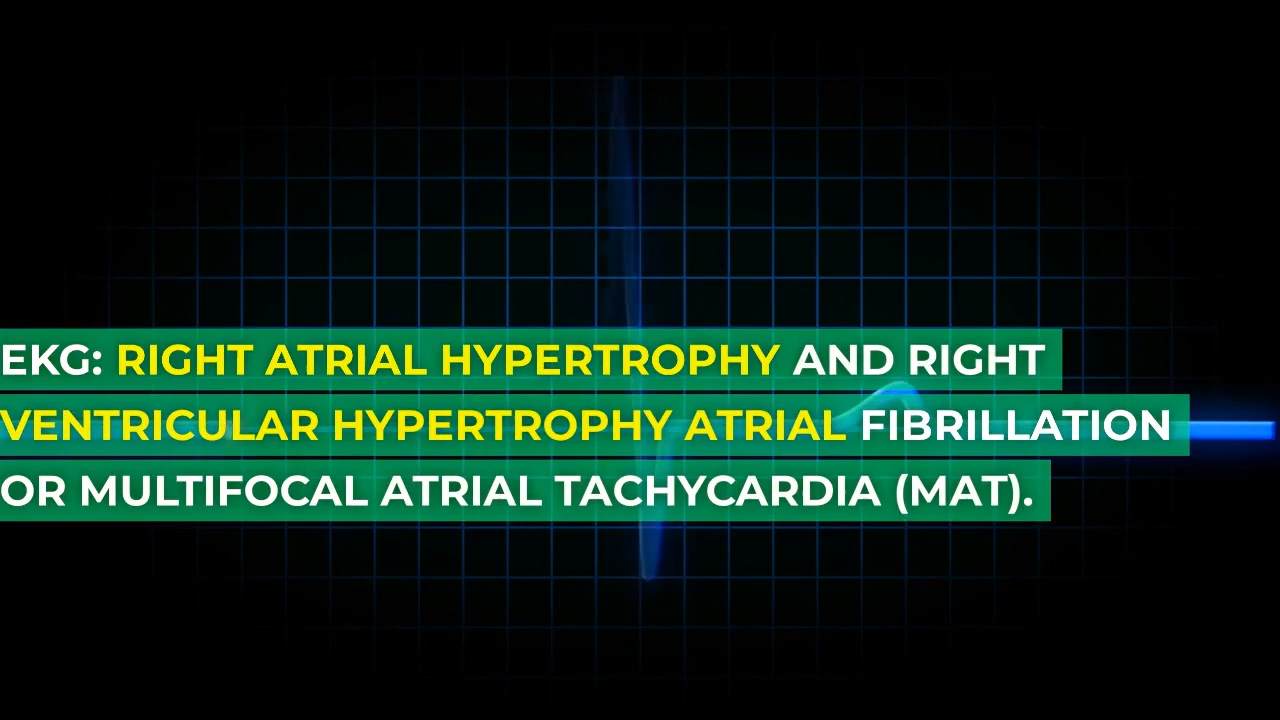 EKG: RIGHT ATRIAL HYPERTROPHY AND RIGHT
VENTRICULAR HYPERTROPHY ATRIAL FIBRILLATION
OR MULTIFOCAL ATRIAL TACHYCARDIA (MAT).